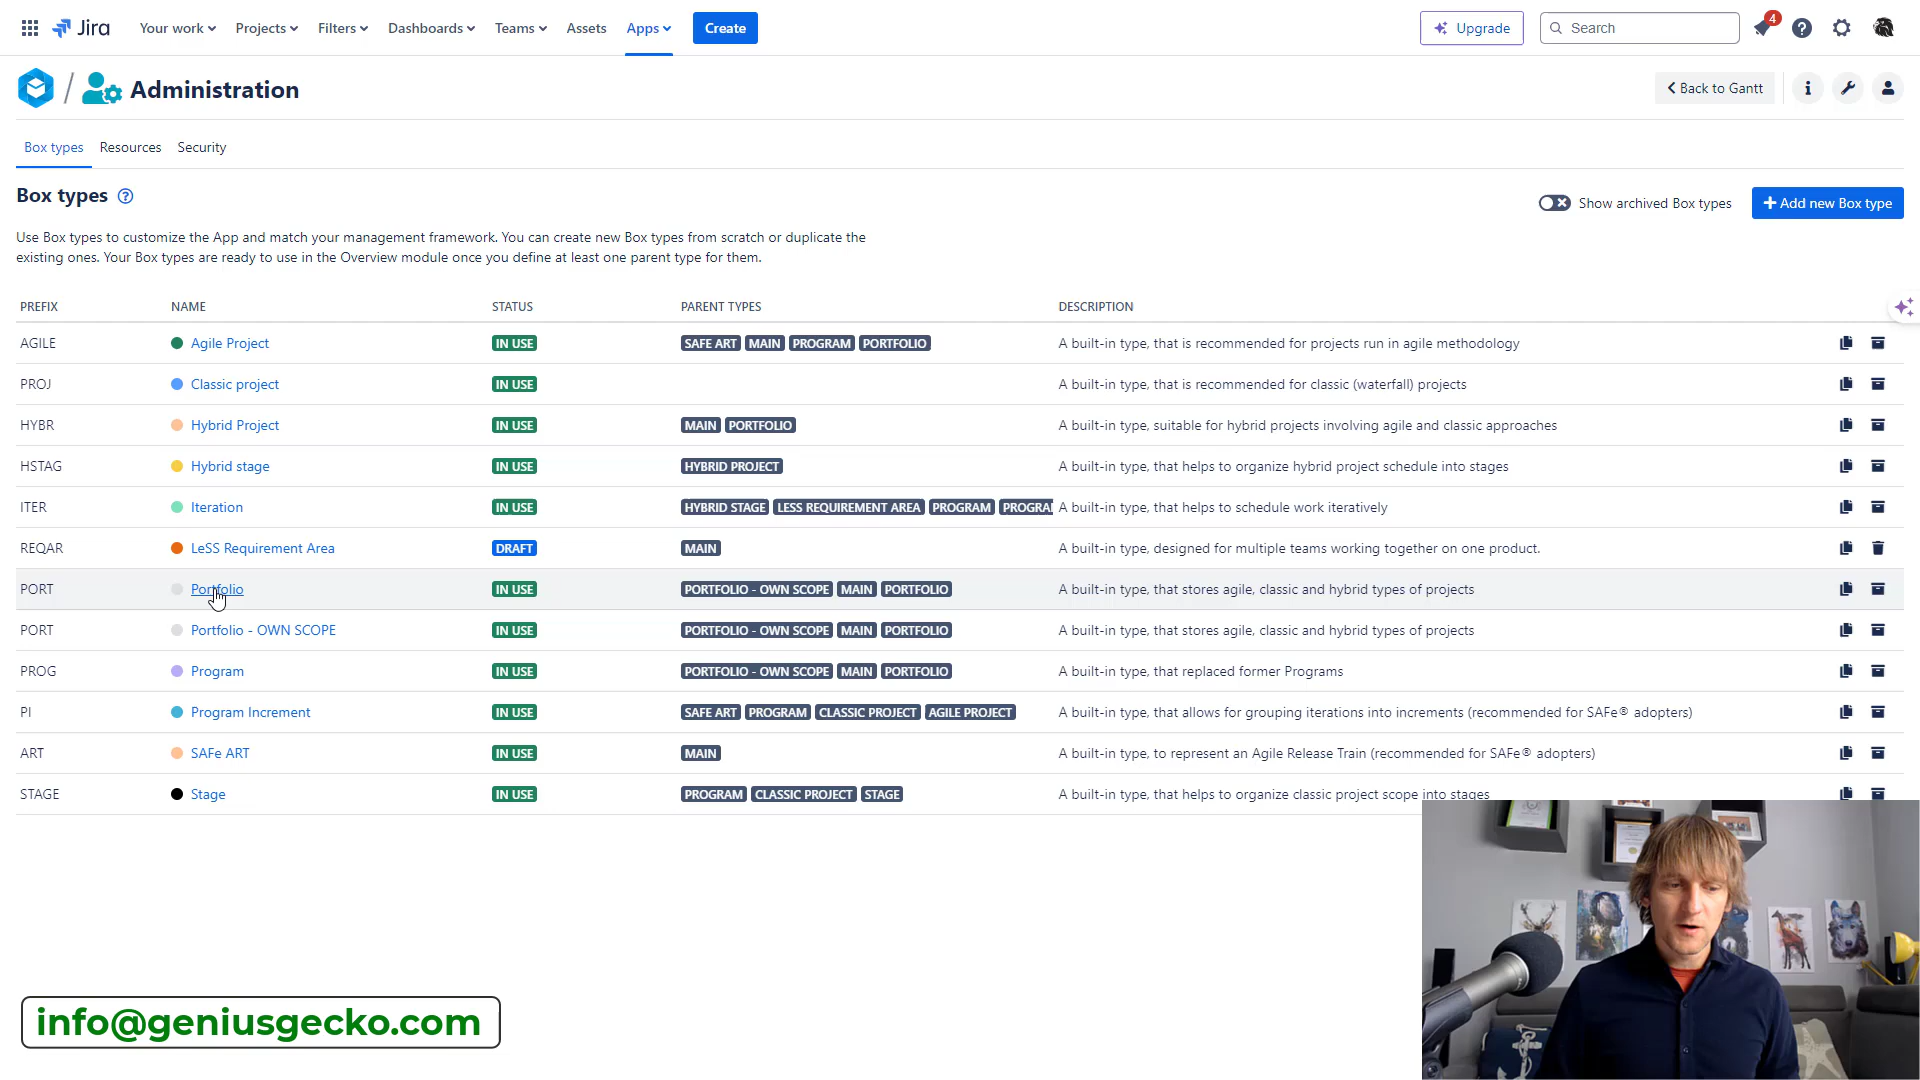 Jira Your work Projects Filters Dashboards Teams Assets Apps Create Upgrade Search 4
/ Administration Back to Gantt
Box types Resources Security
Box types
Show archived Box types + Add new Box type
Use Box types to customize the App and match your management framework. You can create new Box types from scratch or duplicate the
existing ones. Your Box types are ready to use in the Overview module once you define at least one parent type for them.
PREFIX NAME STATUS PARENT TYPES DESCRIPTION
AGILE Agile Project IN USE SAFE ART MAIN PROGRAM PORTFOLIO A built-in type, that is recommended for projects run in agile methodology
PROJ Classic project IN USE A built-in type, that is recommended for classic (waterfall) projects
HYBR Hybrid Project IN USE MAIN PORTFOLIO A built-in type, suitable for hybrid projects involving agile and classic approaches
HSTAG Hybrid stage IN USE HYBRID PROJECT A built-in type, that helps to organize hybrid project schedule into stages
ITER Iteration IN USE HYBRID STAGE LESS REQUIREMENT AREA PROGRAM PROGRA A built-in type, that helps to schedule work iteratively
REQAR LeSS Requirement Area DRAFT MAIN A built-in type, designed for multiple teams working together on one product.
PORT Portfolio IN USE PORTFOLIO - OWN SCOPE MAIN PORTFOLIO A built-in type, that stores agile, classic and hybrid types of projects
PORT Portfolio - OWN SCOPE IN USE PORTFOLIO - OWN SCOPE MAIN PORTFOLIO A built-in type, that stores agile, classic and hybrid types of projects
PROG Program IN USE PORTFOLIO - OWN SCOPE MAIN PORTFOLIO A built-in type, that replaced former Programs
PI Program Increment IN USE SAFE ART PROGRAM CLASSIC PROJECT AGILE PROJECT A built-in type, that allows for grouping iterations into increments (recommended for SAFe® adopters)
ART SAFe ART IN USE MAIN A built-in type, to represent an Agile Release Train (recommended for SAFe® adopters)
STAGE Stage IN USE PROGRAM CLASSIC PROJECT STAGE A built-in type, that helps to organize classic project scope into stages
info@geniusgecko.com